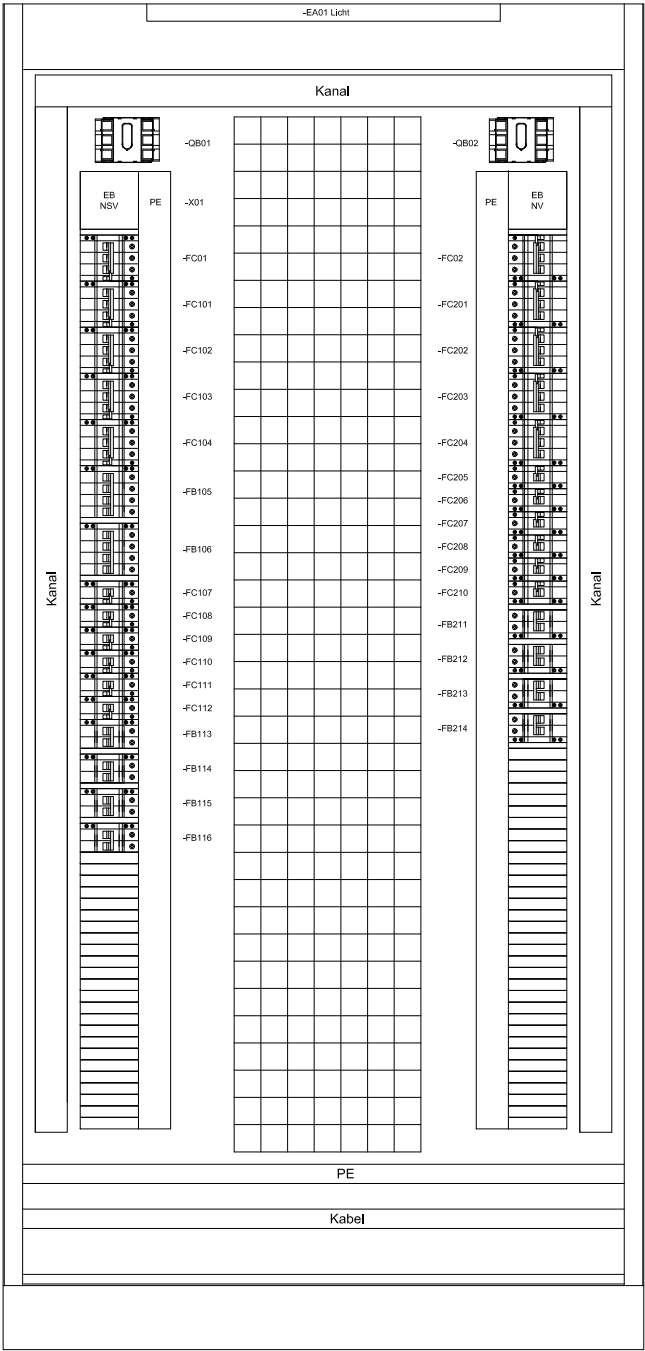 -EA01 Licht
Kanal
-QB01
-QB02
EB
NSV
PE
-X01
PE
EB
NV
-FC01
-FC02
-FC101
-FC201
-FC102
-FC202
-FC103
-FC203
-FC104
-FC204
-FC205
-FB105
-FC206
-FC207
-FB106
-FC208
-FC209
-FC107
-FC210
Kanal
Kanal
-FC108
-FB211
-FC109
-FC110
-FB212
-FC111
-FB213
-FC112
-FB214
-FB113
-FB114
-FB115
-FB116
PE
Kabel